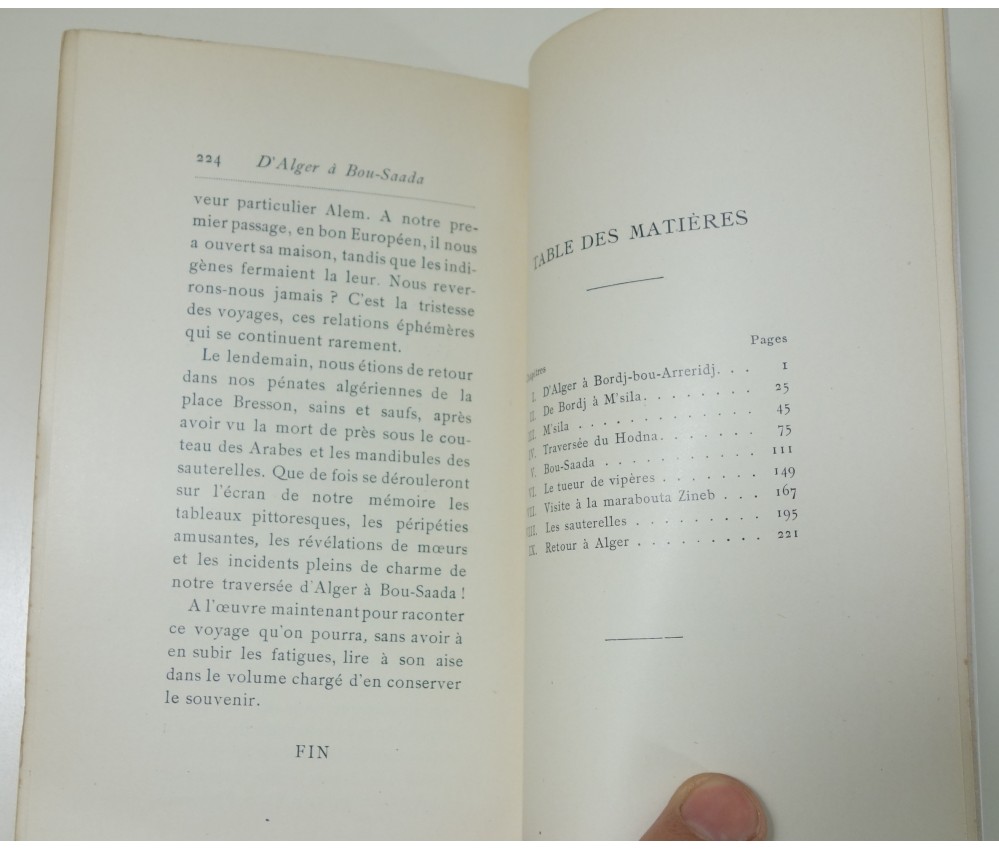 224 D'Alger à Bou-Saada
veur particulier Alem. A notre pre-
mier passage, en bon Européen, il nous
a ouvert sa maison, tandis que les indi-
gènes fermaient la leur. Nous rever-
rons-nous jamais ? C'est la tristesse
des voyages, ces relations éphémères
qui se continuent rarement.
Le lendemain, nous étions de retour
dans nos pénates algériennes de la
place Bresson, sains et saufs, après
avoir vu la mort de près sous le cou-
teau des Arabes et les mandibules des
sauterelles. Que de fois se dérouleront
sur l'écran de notre mémoire les
tableaux pittoresques, les péripéties
amusantes, les révélations de mœurs
et les incidents pleins de charme de
notre traversée d'Alger à Bou-Saada !
A l'œuvre maintenant pour raconter
ce voyage qu'on pourra, sans avoir à
en subir les fatigues, lire à son aise
dans le volume chargé d'en conserver
le souvenir.
FIN
TABLE DES MATIÈRES
Pages
I. D'Alger à Bordj-bou-Arreridj. . . 1
II. De Bordj à M'sila. . . . . . . . 25
III. M'sila . . . . . . . . . . . . . 45
IV. Traversée du Hodna. . . . . . . 75
V. Bou-Saada . . . . . . . . . . . 111
VI. Le tueur de vipères . . . . . . . 149
VII. Visite à la marabouta Zineb . . . 167
VIII. Les sauterelles . . . . . . . . . 195
IX. Retour à Alger . . . . . . . . . 221